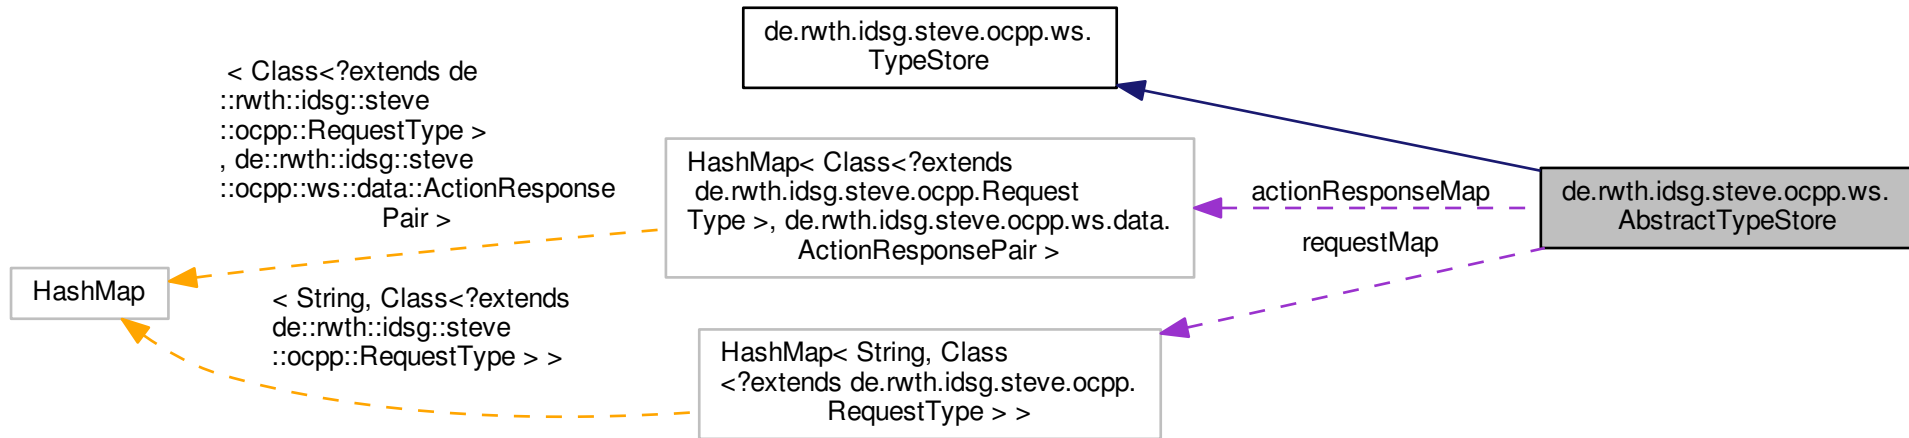 de.rwth.idsg.steve.ocpp.ws.
TypeStore
< Class<?extends de
::rwth::idsg::steve
::ocpp::RequestType >
, de::rwth::idsg::steve
::ocpp::ws::data::ActionResponse
Pair >
HashMap< Class<?extends
de.rwth.idsg.steve.ocpp.Request
Type >, de.rwth.idsg.steve.ocpp.ws.data.
ActionResponsePair >
actionResponseMap
requestMap
de.rwth.idsg.steve.ocpp.ws.
AbstractTypeStore
HashMap
< String, Class<?extends
de::rwth::idsg::steve
::ocpp::RequestType > >
HashMap< String, Class
<?extends de.rwth.idsg.steve.ocpp.
RequestType > >